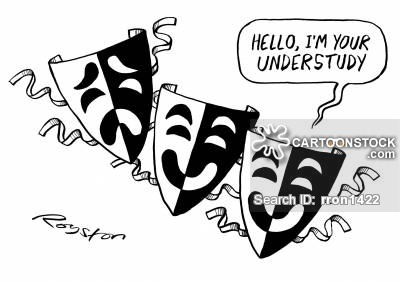 HELLO, I'M YOUR
UNDERSTUDY
CARTOONSTOCK
.com
Search ID: rron1422
Royston